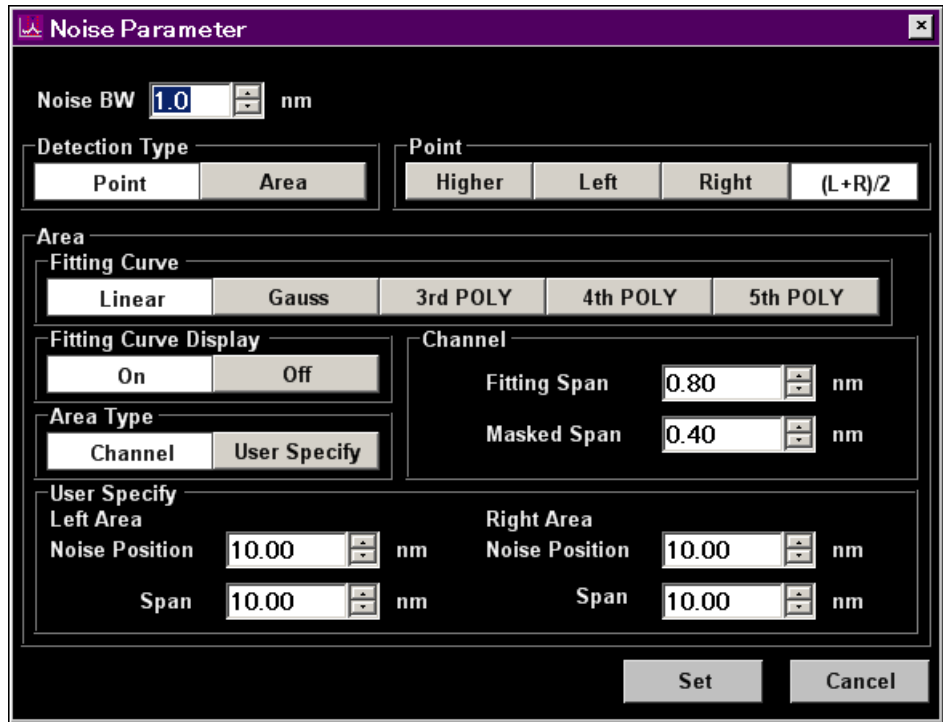 Noise Parameter
Noise BW 1.0 nm
Detection Type
Point Area
Point
Higher Left Right (L+R)/2
Area
Fitting Curve
Linear Gauss 3rd POLY 4th POLY 5th POLY
Fitting Curve Display
On Off
Channel
Fitting Span 0.80 nm
Masked Span 0.40 nm
Area Type
Channel User Specify
User Specify
Left Area
Noise Position 10.00 nm
Span 10.00 nm
Right Area
Noise Position 10.00 nm
Span 10.00 nm
Set Cancel